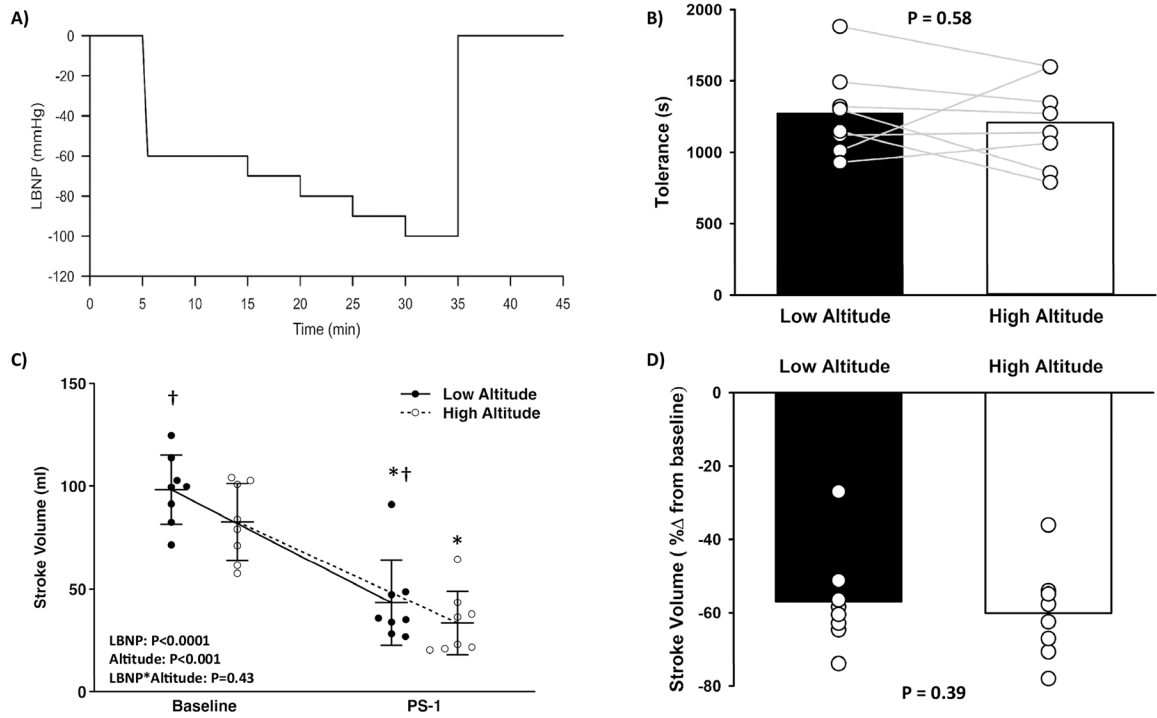 A)
0
-20
-40
-60
-80
-100
-120
LBNP (mmHg)
0 5 10 15 20 25 30 35 40 45
Time (min)
B)
P = 0.58
2000
1500
1000
500
0
Tolerance (s)
Low Altitude High Altitude
C)
150
100
50
0
Stroke Volume (ml)
†
*†
*
Low Altitude
High Altitude
LBNP: P<0.0001
Altitude: P<0.001
LBNP*Altitude: P=0.43
Baseline PS-1
D)
Low Altitude High Altitude
0
-20
-40
-60
-80
Stroke Volume ( %Δ from baseline)
P = 0.39